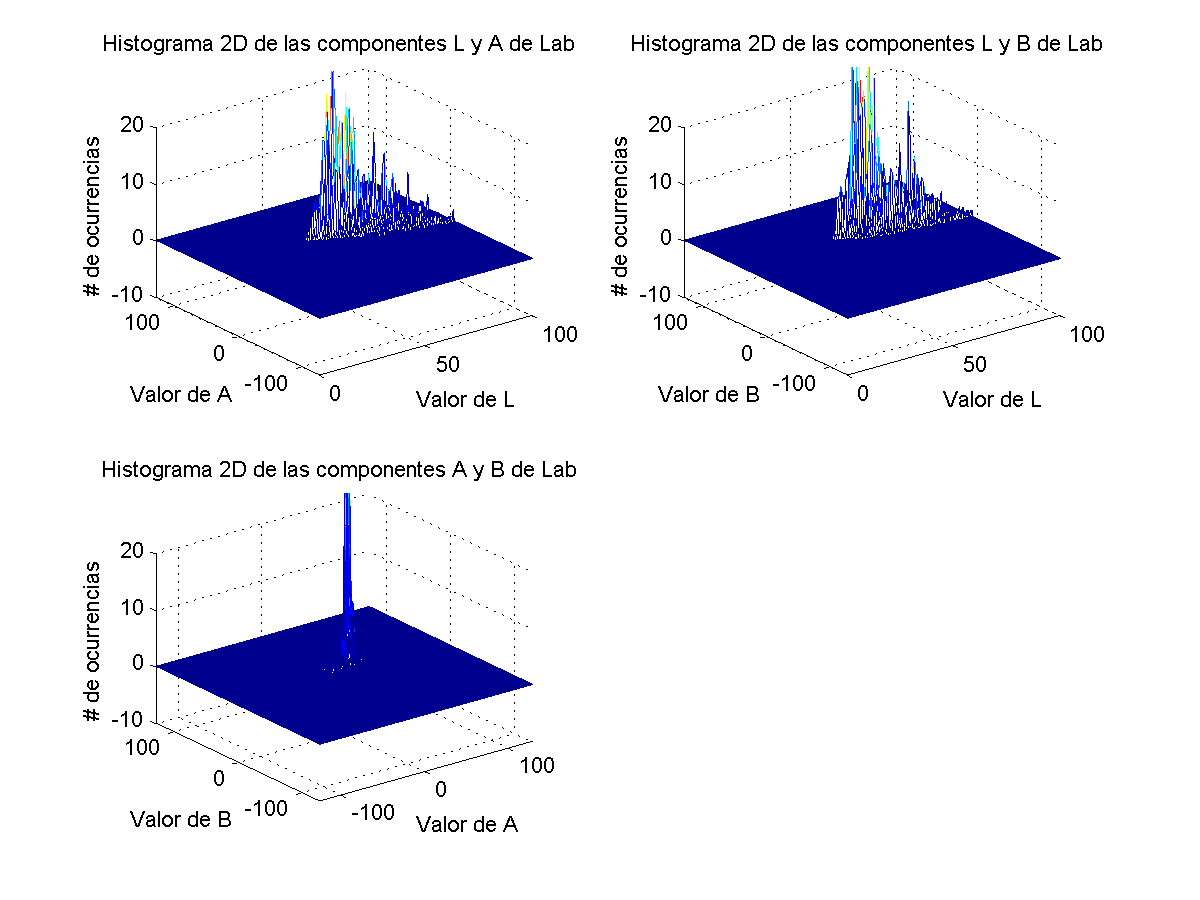 Histograma 2D de las componentes L y A de Lab
20
10
0
-10
# de ocurrencias
100
0
-100
Valor de A
0
50
100
Valor de L
Histograma 2D de las componentes L y B de Lab
20
10
0
-10
# de ocurrencias
100
0
-100
Valor de B
0
50
100
Valor de L
Histograma 2D de las componentes A y B de Lab
20
10
0
-10
# de ocurrencias
100
0
-100
Valor de B
-100
0
100
Valor de A